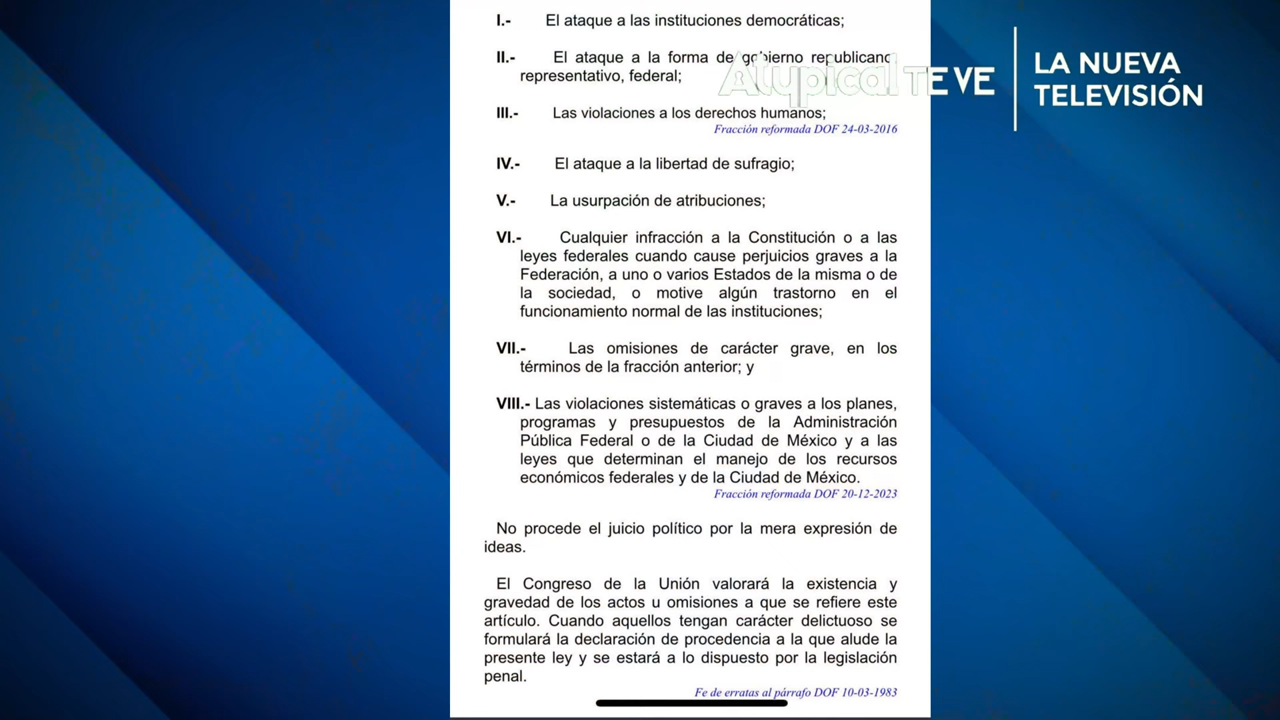 I.- El ataque a las instituciones democráticas;
II.- El ataque a la forma de gobierno republicano,
representativo, federal;
Atypical TEVE
LA NUEVA
TELEVISIÓN
III.- Las violaciones a los derechos humanos;
Fracción reformada DOF 24-03-2016
IV.- El ataque a la libertad de sufragio;
V.- La usurpación de atribuciones;
VI.- Cualquier infracción a la Constitución o a las
leyes federales cuando cause perjuicios graves a la
Federación, a uno o varios Estados de la misma o de
la sociedad, o motive algún trastorno en el
funcionamiento normal de las instituciones;
VII.- Las omisiones de carácter grave, en los
términos de la fracción anterior; y
VIII.- Las violaciones sistemáticas o graves a los planes,
programas y presupuestos de la Administración
Pública Federal o de la Ciudad de México y a las
leyes que determinan el manejo de los recursos
económicos federales y de la Ciudad de México.
Fracción reformada DOF 20-12-2023
No procede el juicio político por la mera expresión de
ideas.
El Congreso de la Unión valorará la existencia y
gravedad de los actos u omisiones a que se refiere este
artículo. Cuando aquellos tengan carácter delictuoso se
formulará la declaración de procedencia a la que alude la
presente ley y se estará a lo dispuesto por la legislación
penal.
Fe de erratas al párrafo DOF 10-03-1983